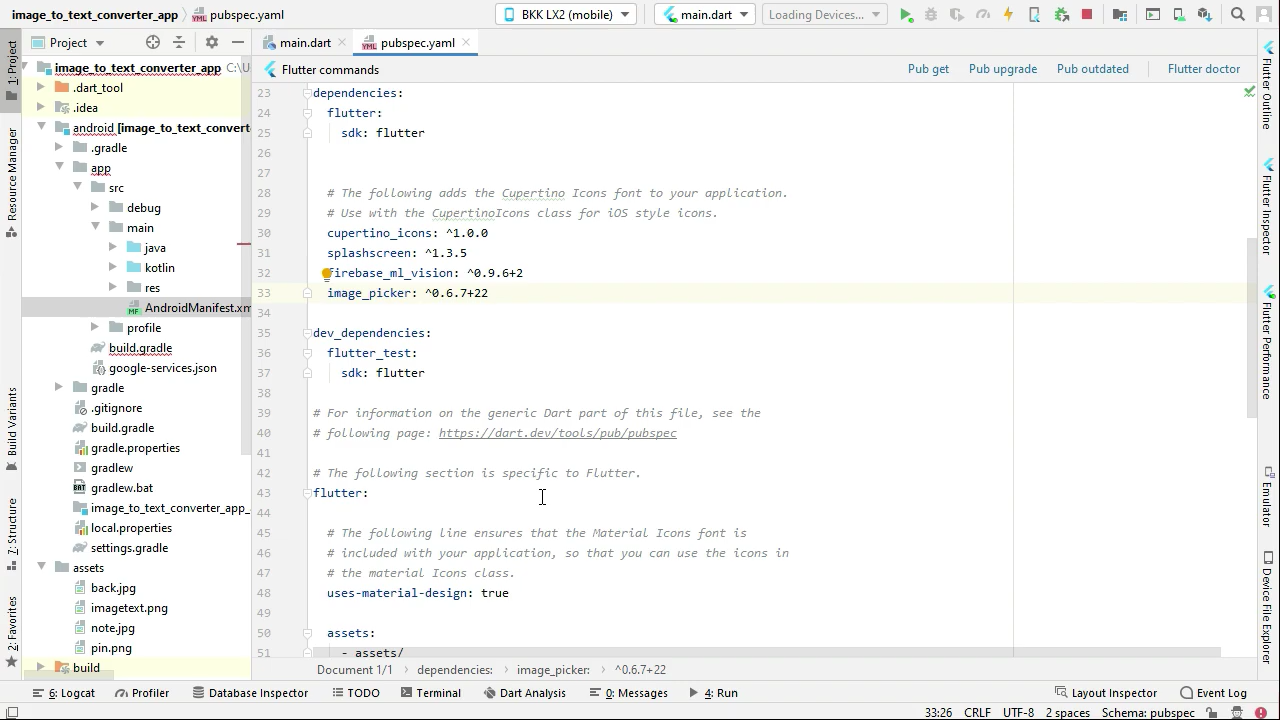 image_to_text_converter_app
pubspec.yaml
BKK LX2 (mobile)
main.dart
Loading Devices...
Project
main.dart
pubspec.yaml
1: Project
Resource Manager
Build Variants
7: Structure
2: Favorites
image_to_text_converter_app C:\U
.dart_tool
.idea
android [image_to_text_convert
.gradle
app
src
debug
main
java
kotlin
res
AndroidManifest.xm
profile
build.gradle
google-services.json
gradle
.gitignore
build.gradle
gradle.properties
gradlew
gradlew.bat
image_to_text_converter_app_
local.properties
settings.gradle
assets
back.jpg
imagetext.png
note.jpg
pin.png
build
Flutter commands
Pub get
Pub upgrade
Pub outdated
Flutter doctor
23 dependencies:
24 flutter:
25 sdk: flutter
26
27
28 # The following adds the Cupertino Icons font to your application.
29 # Use with the CupertinoIcons class for iOS style icons.
30 cupertino_icons: ^1.0.0
31 splashscreen: ^1.3.5
32 firebase_ml_vision: ^0.9.6+2
33 image_picker: ^0.6.7+22
34
35 dev_dependencies:
36 flutter_test:
37 sdk: flutter
38
39 # For information on the generic Dart part of this file, see the
40 # following page: https://dart.dev/tools/pub/pubspec
41
42 # The following section is specific to Flutter.
43 flutter:
44
45 # The following line ensures that the Material Icons font is
46 # included with your application, so that you can use the icons in
47 # the material Icons class.
48 uses-material-design: true
49
50 assets:
51 - assets/
Document 1/1
dependencies:
image_picker:
^0.6.7+22
Flutter Outline
Flutter Inspector
Flutter Performance
Emulator
Device File Explorer
6: Logcat
Profiler
Database Inspector
TODO
Terminal
Dart Analysis
0: Messages
4: Run
Layout Inspector
Event Log
33:26
CRLF
UTF-8
2 spaces
Schema: pubspec